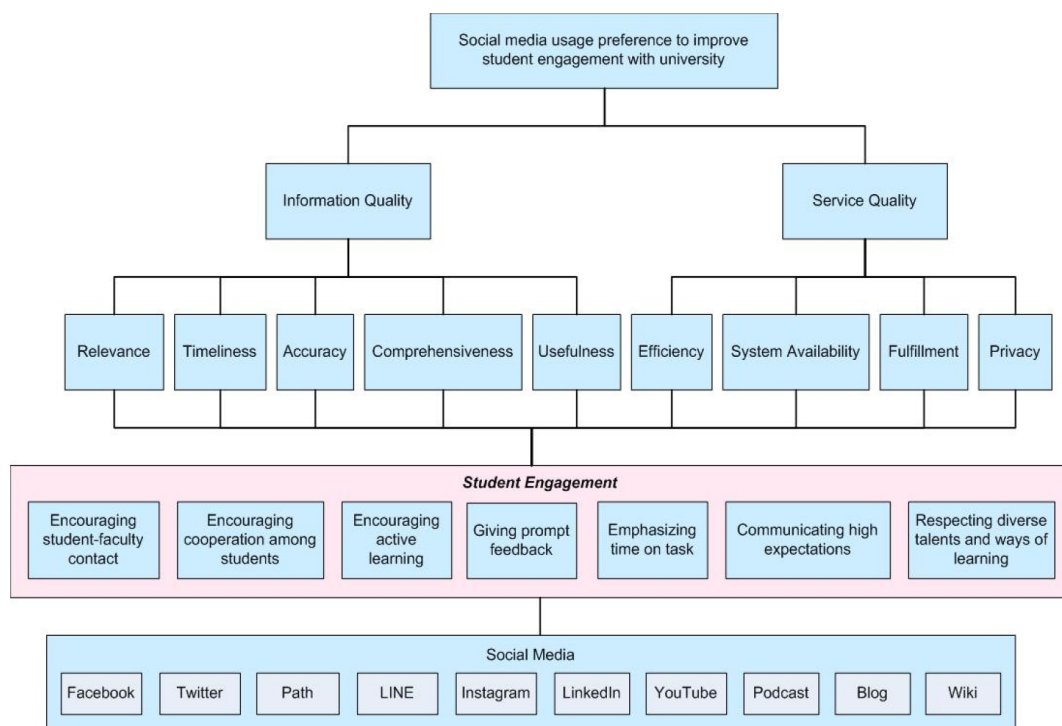 Social media usage preference to improve
student engagement with university
Information Quality
Service Quality
Relevance
Timeliness
Accuracy
Comprehensiveness
Usefulness
Efficiency
System Availability
Fulfillment
Privacy
Student Engagement
Encouraging
student-faculty
contact
Encouraging
cooperation among
students
Encouraging
active
learning
Giving prompt
feedback
Emphasizing
time on task
Communicating high
expectations
Respecting diverse
talents and ways of
learning
Social Media
Facebook
Twitter
Path
LINE
Instagram
LinkedIn
YouTube
Podcast
Blog
Wiki